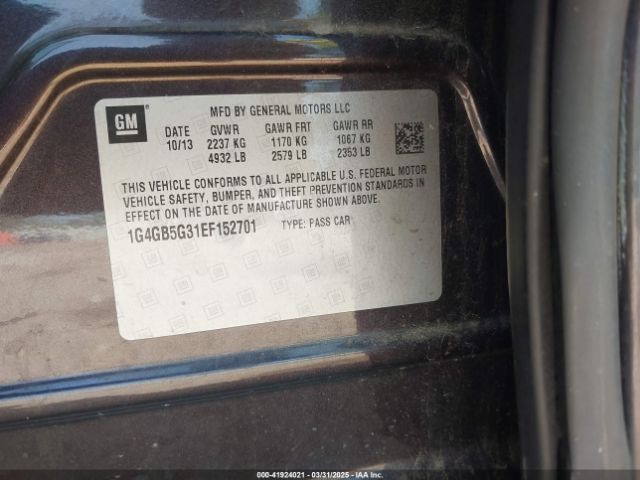 GM
MFD BY GENERAL MOTORS LLC
DATE GVWR GAWR FRT GAWR RR
10/13 2237 KG 1170 KG 1067 KG
4932 LB 2579 LB 2353 LB
THIS VEHICLE CONFORMS TO ALL APPLICABLE U.S. FEDERAL MOTOR
VEHICLE SAFETY, BUMPER, AND THEFT PREVENTION STANDARDS IN
EFFECT ON THE DATE OF MANUFACTURE SHOWN ABOVE.
1G4GB5G31EF152701 TYPE: PASS CAR
000-41924021 - 03/31/2025 - Copyright IAA, Inc.